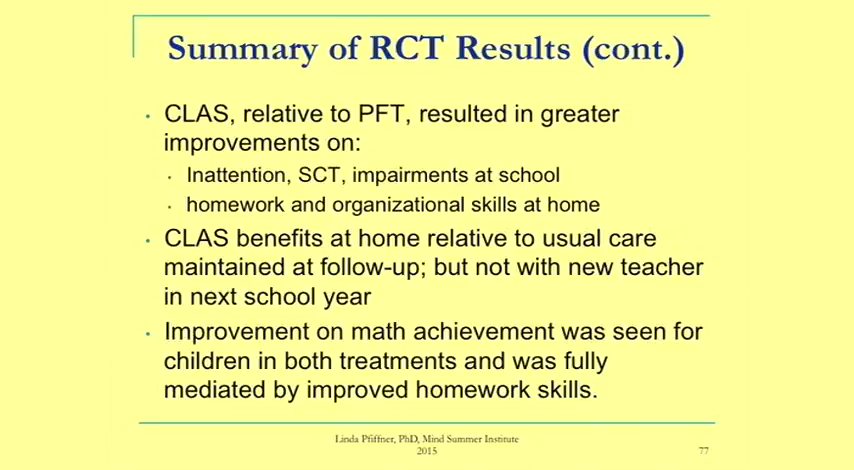 Summary of RCT Results (cont.)
• CLAS, relative to PFT, resulted in greater
improvements on:
• Inattention, SCT, impairments at school
• homework and organizational skills at home
• CLAS benefits at home relative to usual care
maintained at follow-up; but not with new teacher
in next school year
• Improvement on math achievement was seen for
children in both treatments and was fully
mediated by improved homework skills.
Linda Pfiffner, PhD, Mind Summer Institute
2015
77